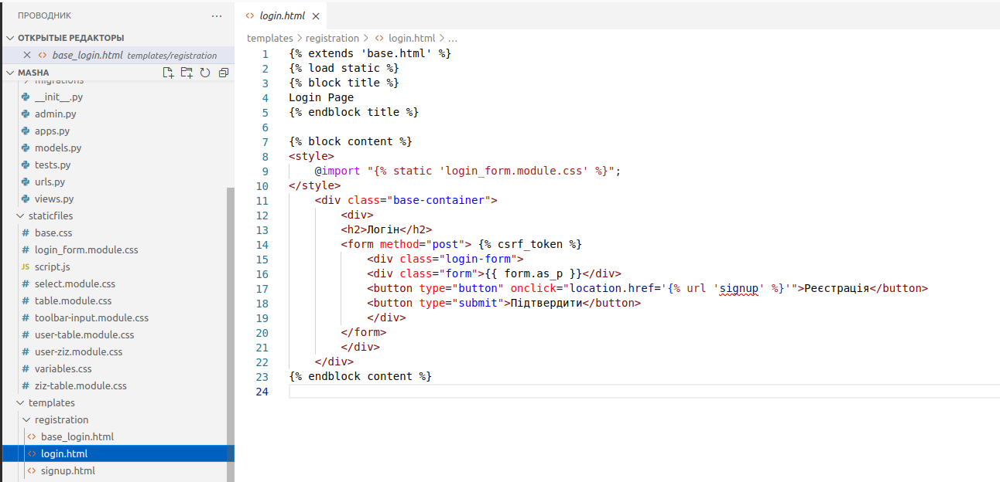 ПРОВОДНИК
ОТКРЫТЫЕ РЕДАКТОРЫ
base_login.html templates/registration
MASHA
migrations
__init__.py
admin.py
apps.py
models.py
tests.py
urls.py
views.py
staticfiles
# base.css
# login_form.module.css
JS script.js
# select.module.css
# table.module.css
# toolbar-input.module.css
# user-table.module.css
# user-ziz.module.css
# variables.css
# ziz-table.module.css
templates
registration
<> base_login.html
<> login.html
<> signup.html
<> login.html
templates > registration > <> login.html > ...
1 {% extends 'base.html' %}
2 {% load static %}
3 {% block title %}
4 Login Page
5 {% endblock title %}
6
7 {% block content %}
8 <style>
9 @import "{% static 'login_form.module.css' %}";
10 </style>
11 <div class="base-container">
12 <div>
13 <h2>Логін</h2>
14 <form method="post"> {% csrf_token %}
15 <div class="login-form">
16 <div class="form">{{ form.as_p }}</div>
17 <button type="button" onclick="location.href='{% url 'signup' %}'">Реєстрація</button>
18 <button type="submit">Підтвердити</button>
19 </div>
20 </form>
21 </div>
22 </div>
23 {% endblock content %}
24